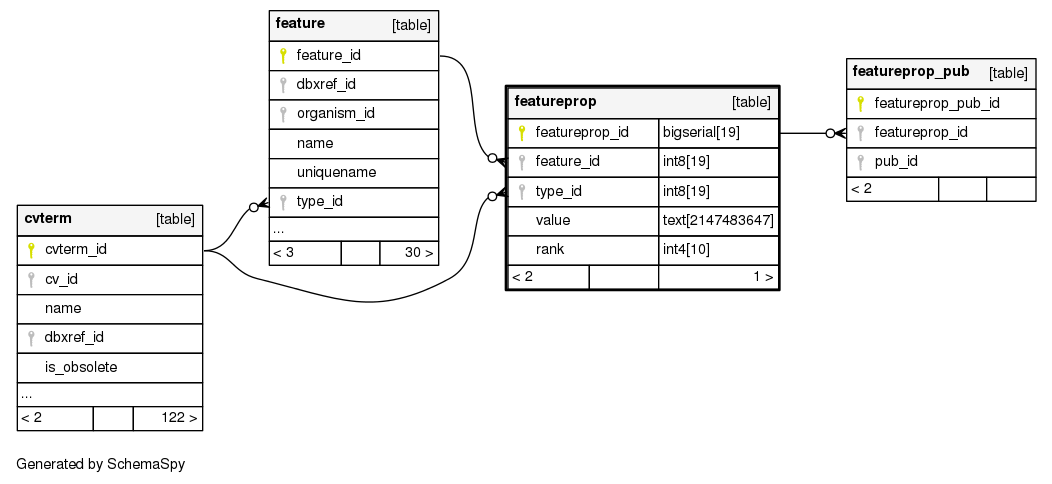 feature [table]
feature_id
dbxref_id
organism_id
name
uniquename
type_id
...
< 3 30 >
featureprop_pub [table]
featureprop_pub_id
featureprop_id
pub_id
< 2
featureprop [table]
featureprop_id bigserial[19]
feature_id int8[19]
type_id int8[19]
value text[2147483647]
rank int4[10]
< 2 1 >
cvterm [table]
cvterm_id
cv_id
name
dbxref_id
is_obsolete
...
< 2 122 >
Generated by SchemaSpy